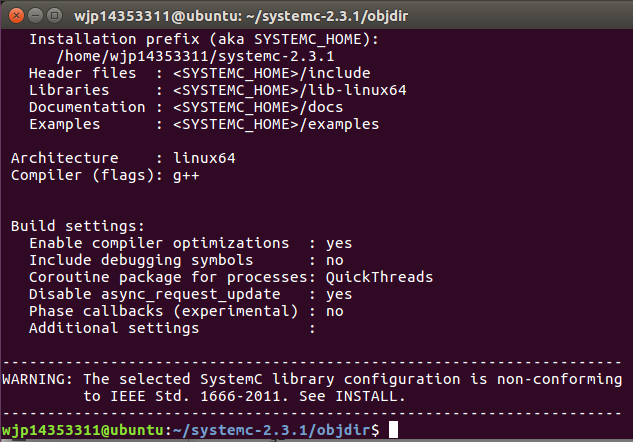 wjp14353311@ubuntu: ~/systemc-2.3.1/objdir
Installation prefix (aka SYSTEMC_HOME):
/home/wjp14353311/systemc-2.3.1
Header files : <SYSTEMC_HOME>/include
Libraries : <SYSTEMC_HOME>/lib-linux64
Documentation : <SYSTEMC_HOME>/docs
Examples : <SYSTEMC_HOME>/examples
Architecture : linux64
Compiler (flags): g++
Build settings:
Enable compiler optimizations : yes
Include debugging symbols : no
Coroutine package for processes: QuickThreads
Disable async_request_update : yes
Phase callbacks (experimental) : no
Additional settings :
------------------------------------------------------------------------
WARNING: The selected SystemC library configuration is non-conforming
to IEEE Std. 1666-2011. See INSTALL.
------------------------------------------------------------------------
wjp14353311@ubuntu:~/systemc-2.3.1/objdir$